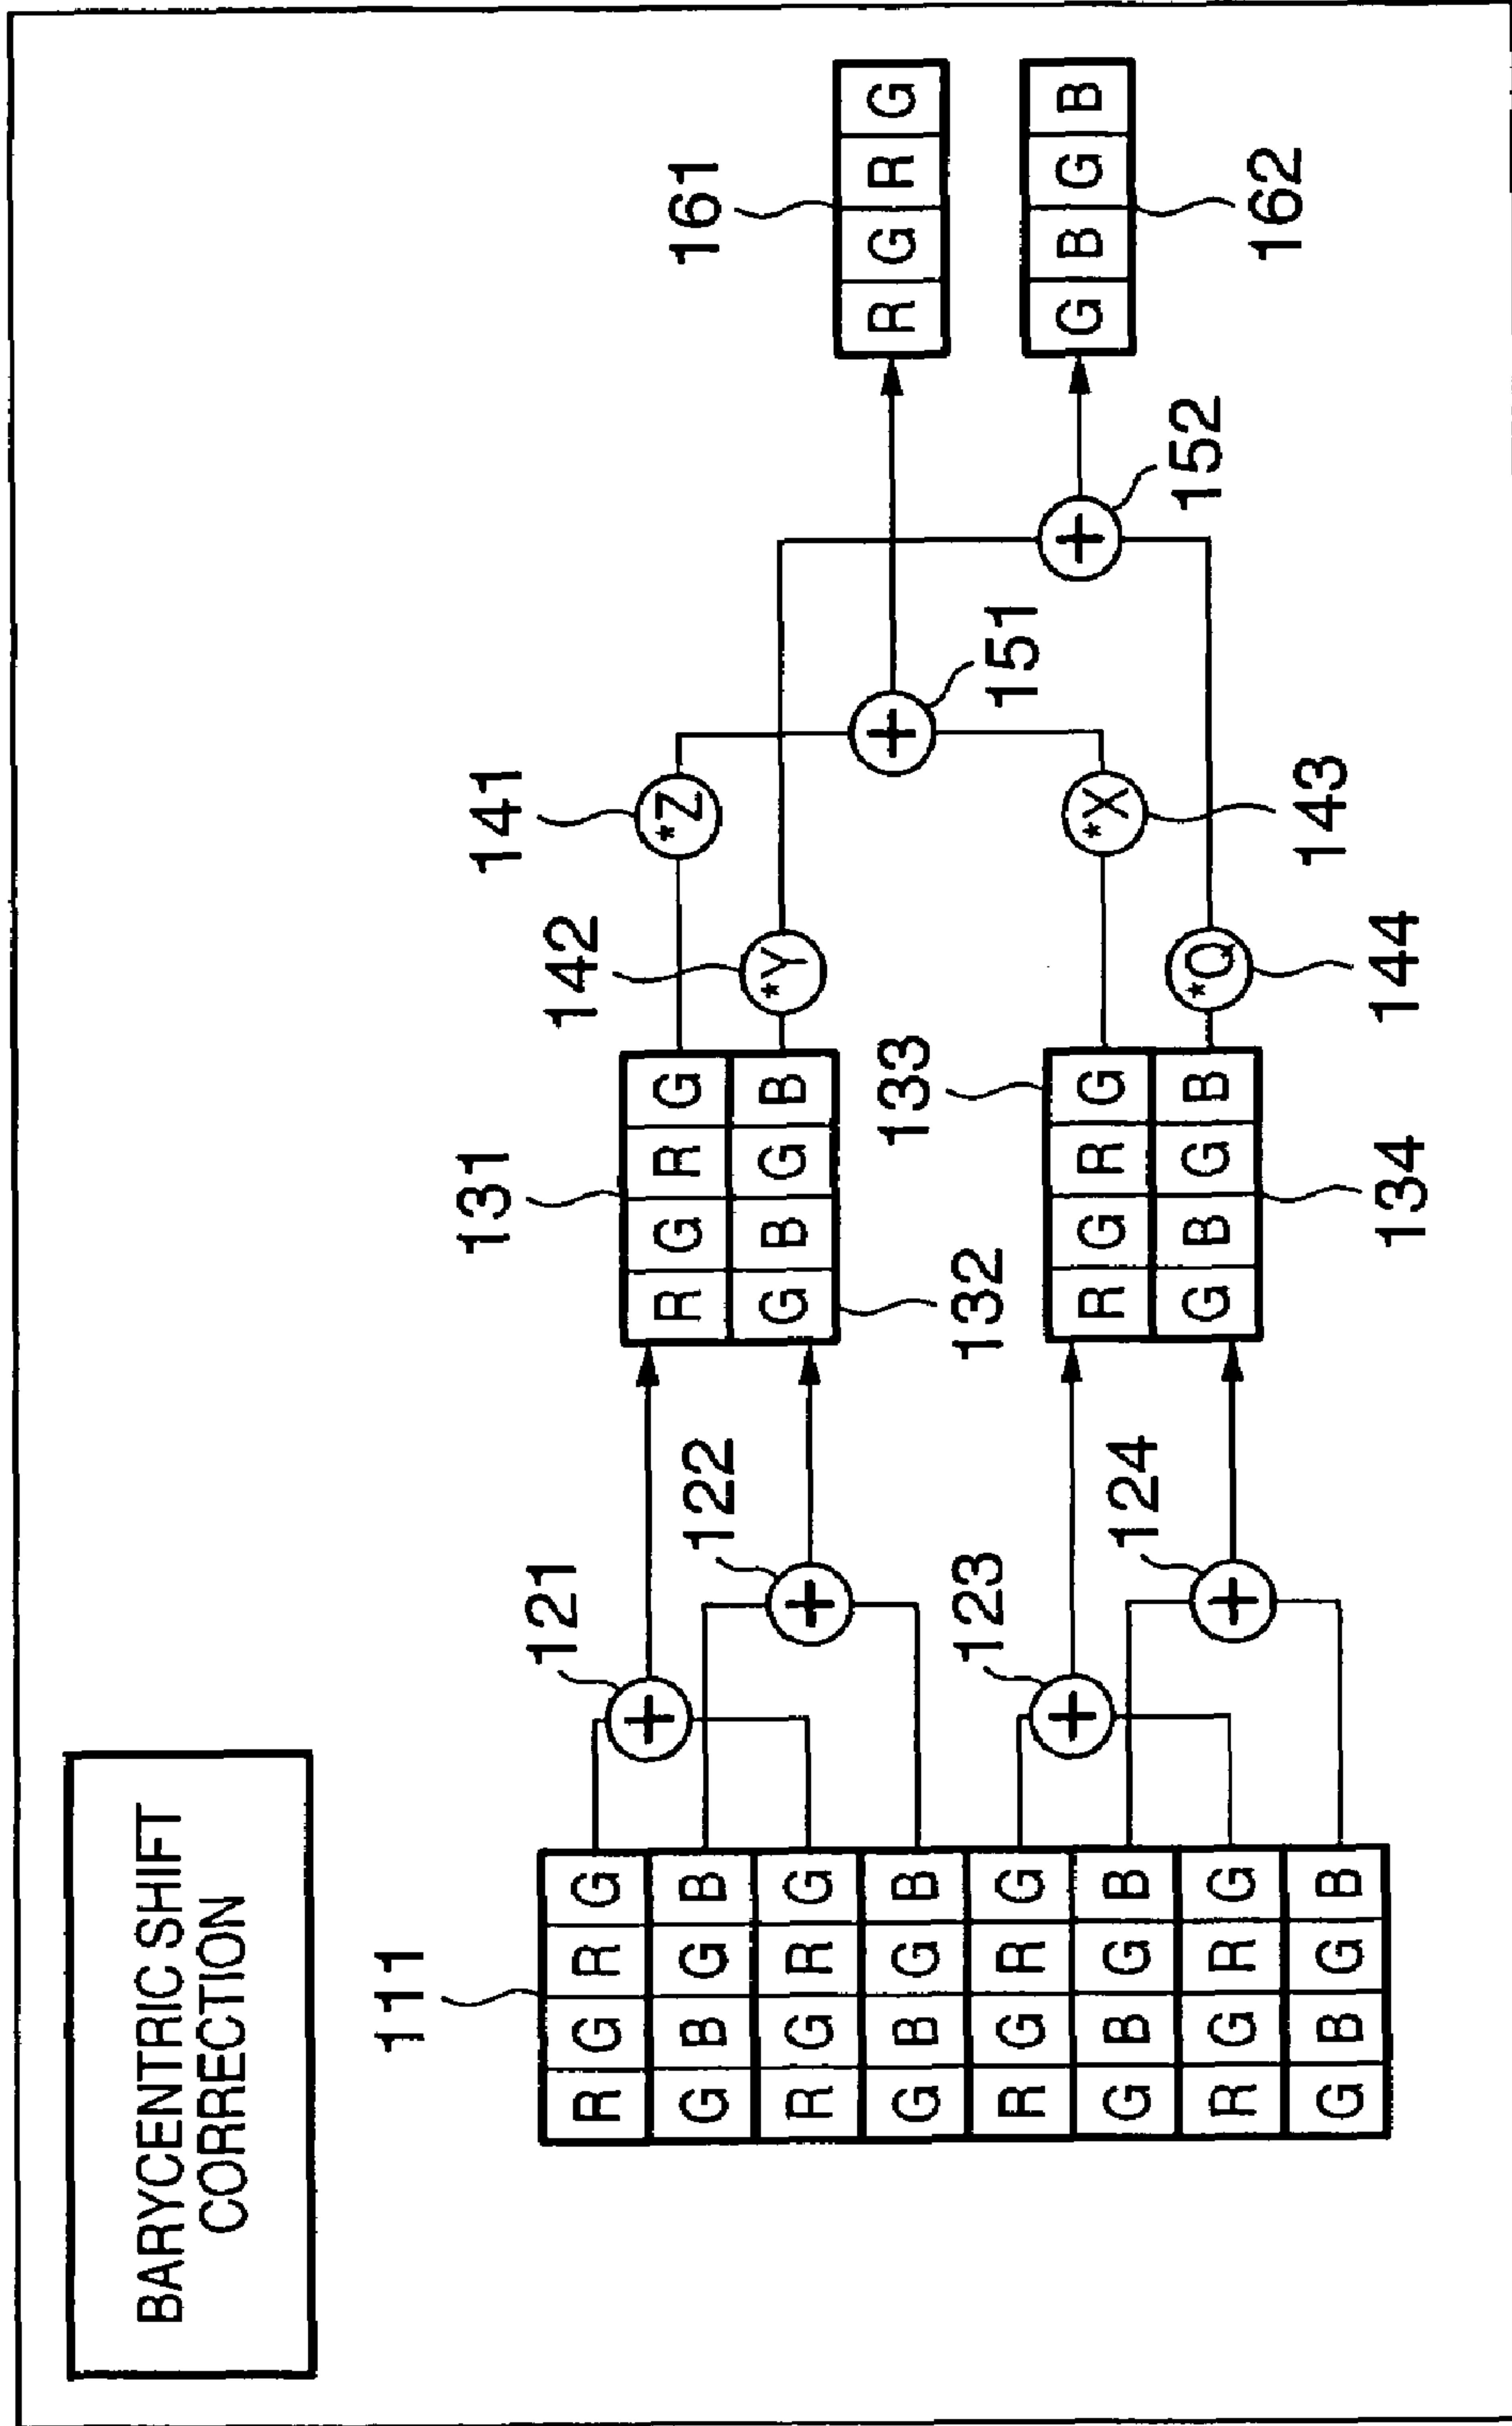 BARYCENTRIC SHIFT
CORRECTION
111
R G R G
G B G B
R G R G
G B G B
R G R G
G B G B
R G R G
G B G B
121
+
122
+
123
+
124
+
131
R G R G
G B G B
132
133
R G R G
G B G B
134
141
*Z
142
*Y
143
*X
144
*Q
+
151
+
152
161
R G R G
G B G B
162